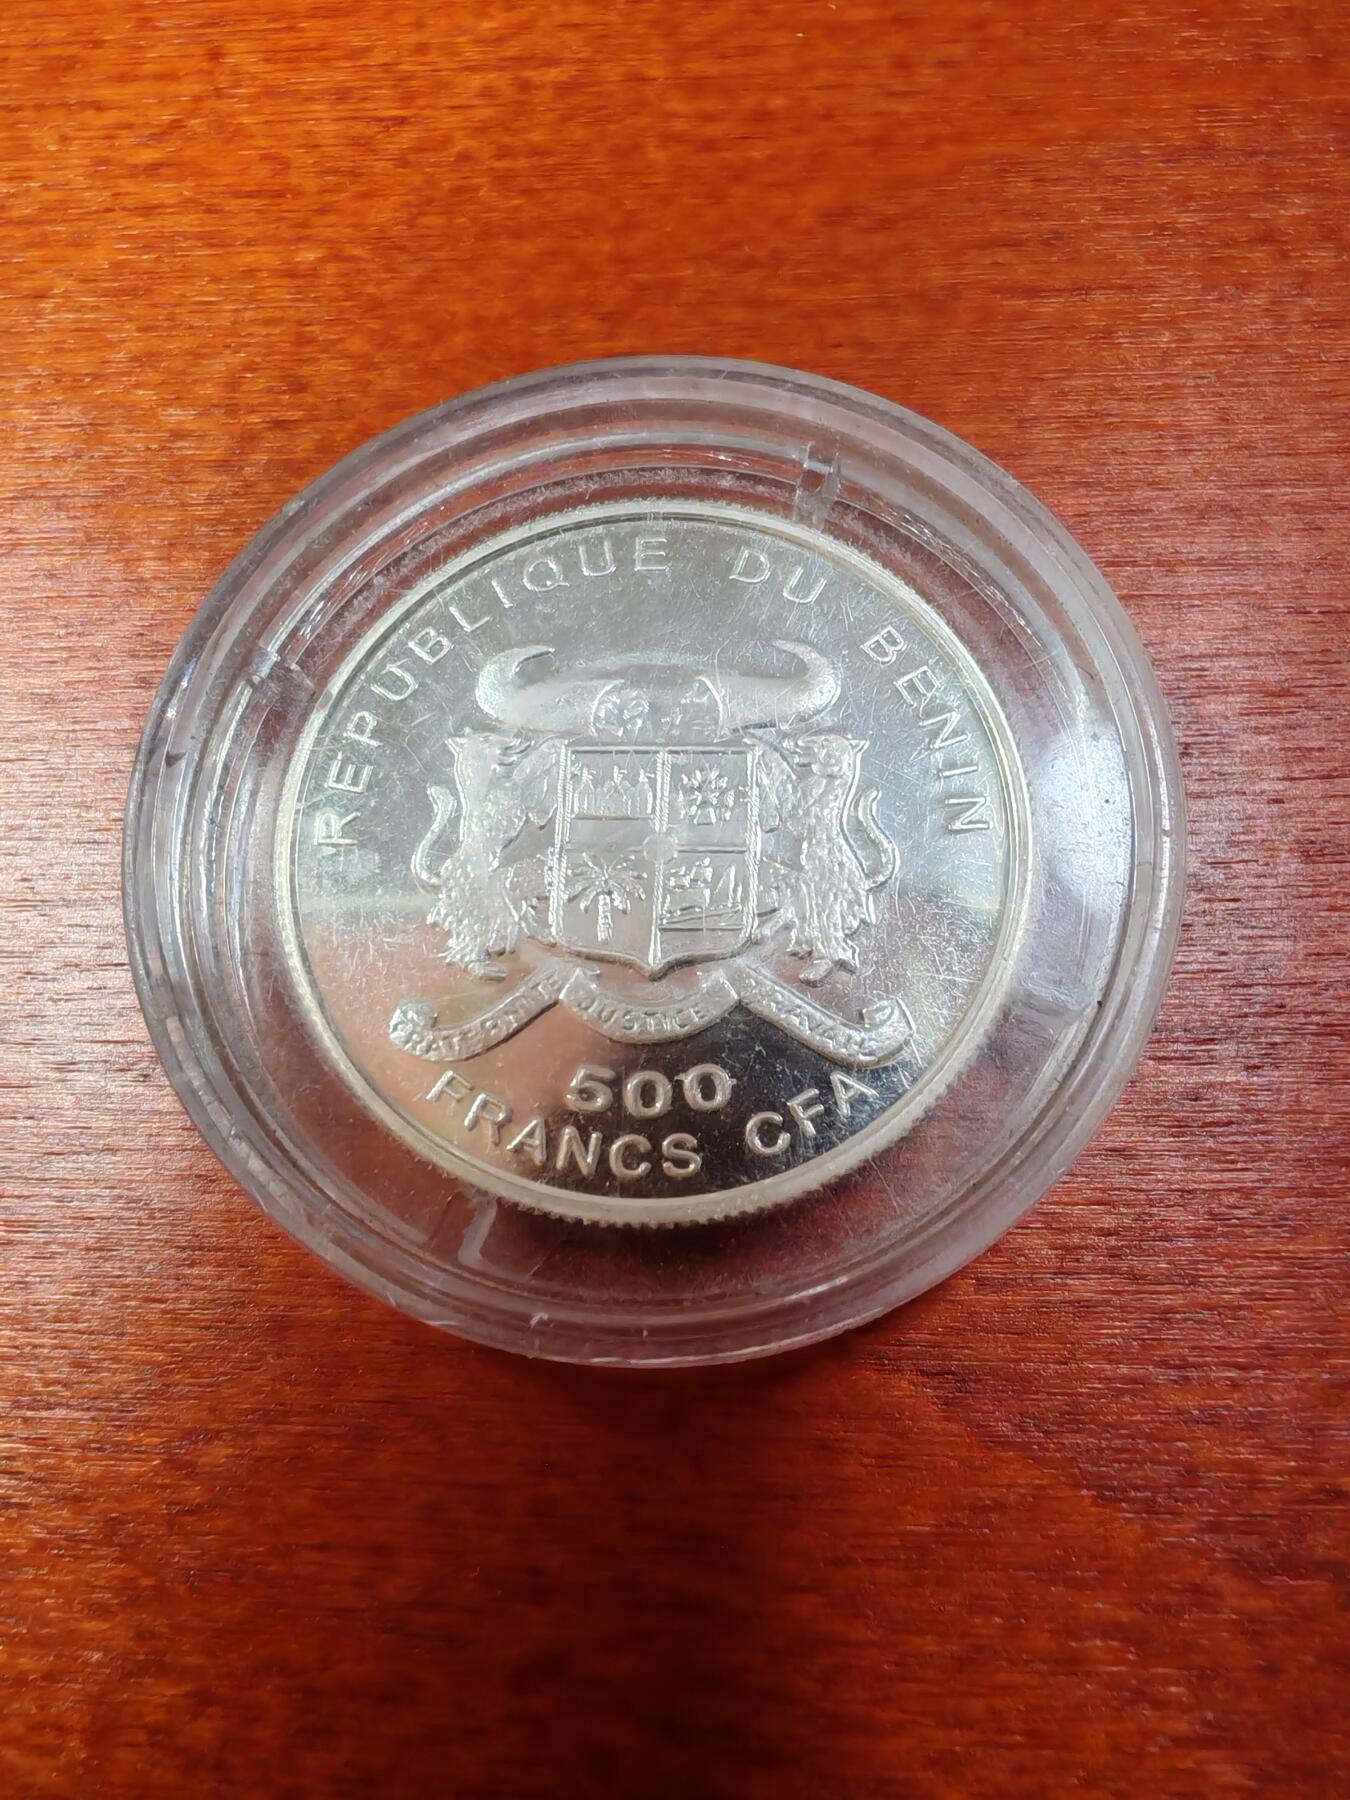 REPUBLIQUE DU BENIN
FRATERNITE JUSTICE TRAVAIL
500
FRANCS CFA